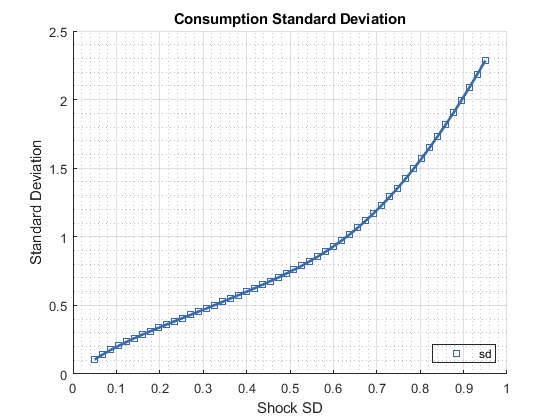 Consumption Standard Deviation
2.5
2
1.5
1
0.5
0
Standard Deviation
0 0.1 0.2 0.3 0.4 0.5 0.6 0.7 0.8 0.9 1
Shock SD
sd